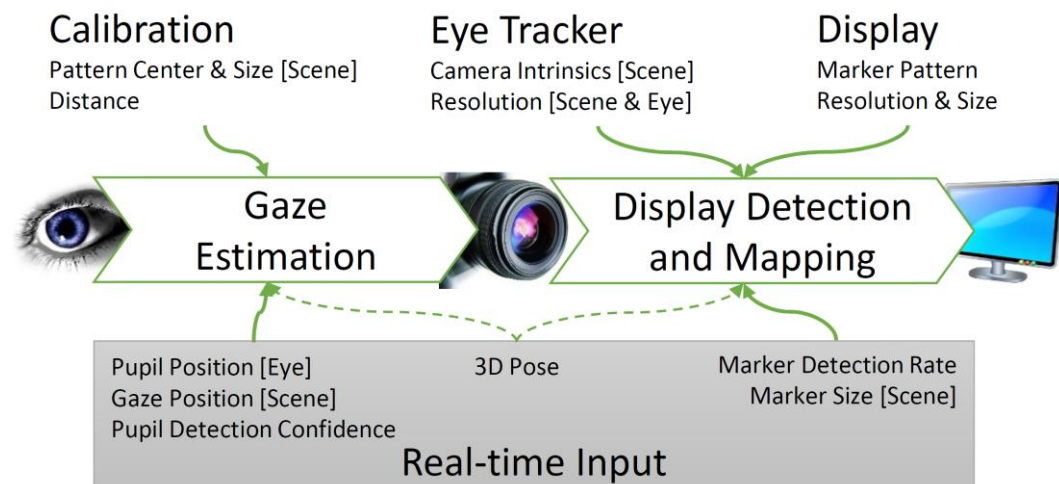 Calibration
Pattern Center & Size [Scene]
Distance
Eye Tracker
Camera Intrinsics [Scene]
Resolution [Scene & Eye]
Display
Marker Pattern
Resolution & Size
Gaze
Estimation
Display Detection
and Mapping
Pupil Position [Eye]
Gaze Position [Scene]
Pupil Detection Confidence
3D Pose
Marker Detection Rate
Marker Size [Scene]
Real-time Input